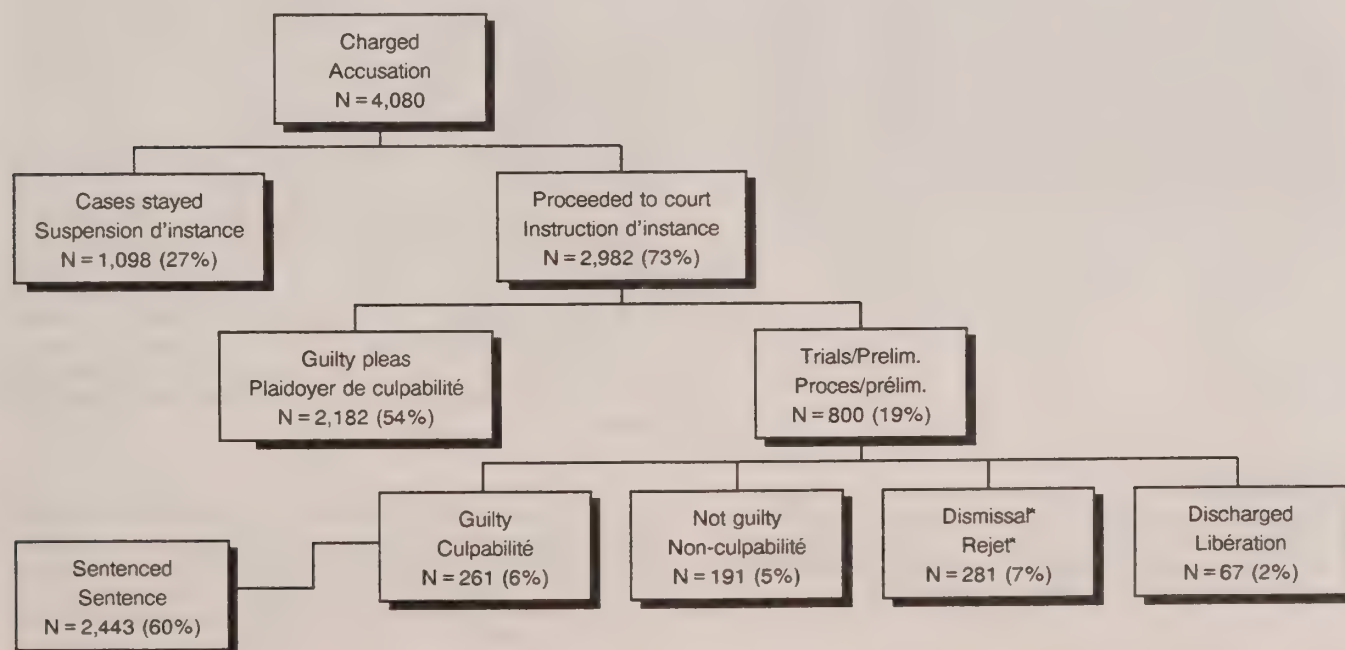 Charged
Accusation
N = 4,080
Cases stayed
Suspension d'instance
N = 1,098 (27%)
Proceeded to court
Instruction d'instance
N = 2,982 (73%)
Guilty pleas
Plaidoyer de culpabilité
N = 2,182 (54%)
Trials/Prelim.
Proces/prélim.
N = 800 (19%)
Guilty
Culpabilité
N = 261 (6%)
Not guilty
Non-culpabilité
N = 191 (5%)
Dismissal*
Rejet*
N = 281 (7%)
Discharged
Libération
N = 67 (2%)
Sentenced
Sentence
N = 2,443 (60%)